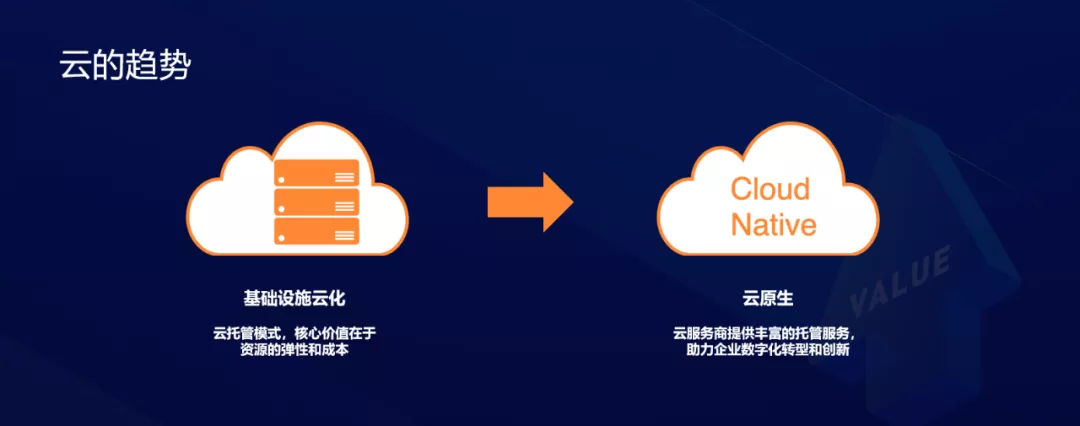 云的趋势
Cloud
Native
VALUE
基础设施云化
云原生
云托管模式，核心价值在于
资源的弹性和成本
云服务商提供丰富的托管服务，
助力企业数字化转型和创新